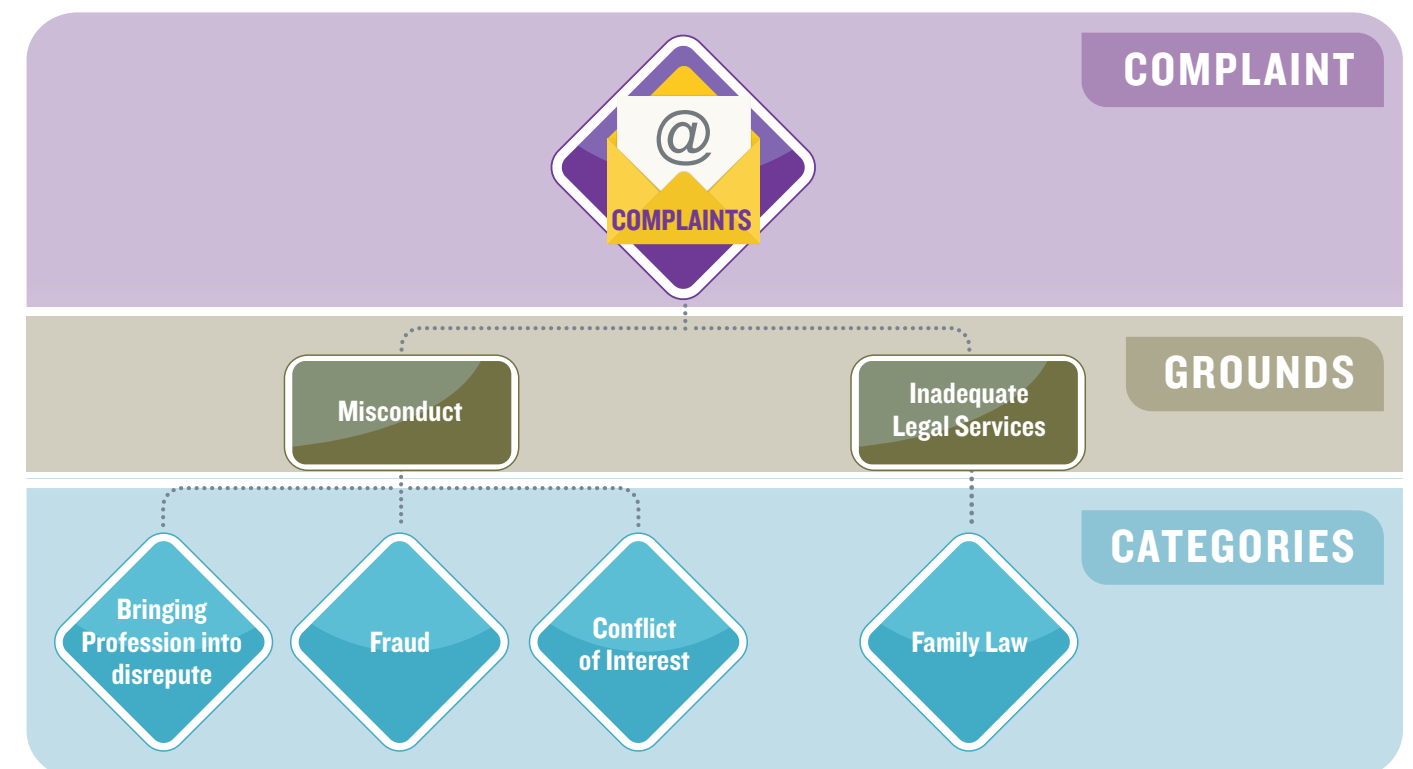 COMPLAINT
@
COMPLAINTS
GROUNDS
Misconduct
Inadequate
Legal Services
CATEGORIES
Bringing
Profession into
disrepute
Fraud
Conflict
of Interest
Family Law